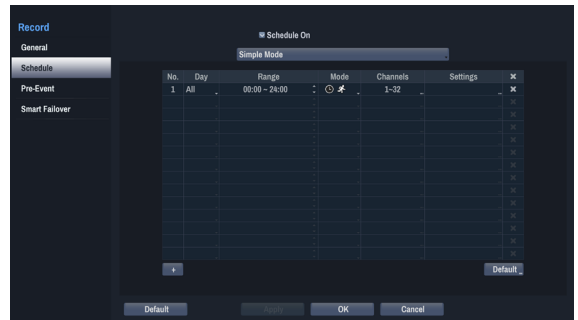 Record
General
Schedule
Pre-Event
Smart Failover
Schedule On
Simple Mode
No. Day Range Mode Channels Settings
1 All 00:00 ~ 24:00 1~32
+
Default
Default Apply OK Cancel